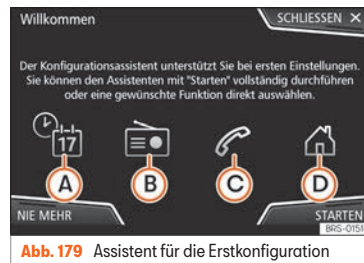 Willkommen
SCHLIESSEN ×
Der Konfigurationsassistent unterstützt Sie bei ersten Einstellungen.
Sie können den Assistenten mit "Starten" vollständig durchführen
oder eine gewünschte Funktion direkt auswählen.
17
A B C D
NIE MEHR
STARTEN
BRS-0151
Abb. 179 Assistent für die Erstkonfiguration